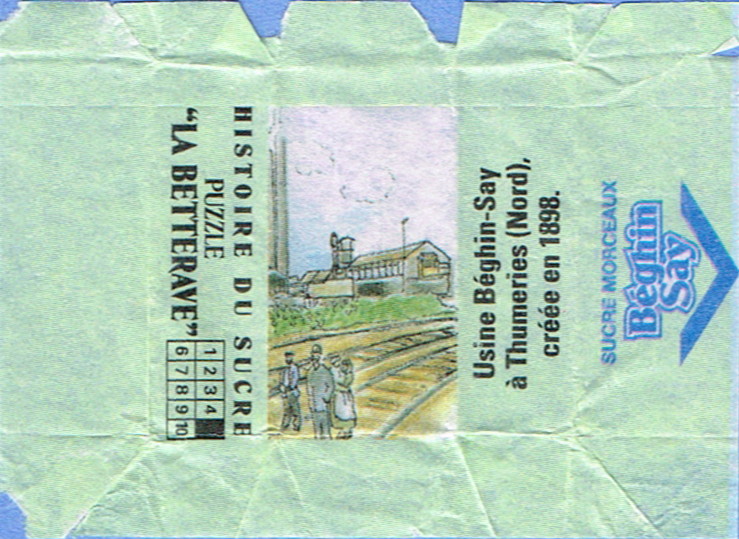 HISTOIRE DU SUCRE
PUZZLE
“LA BETTERAVE”
1 2 3 4
6 7 8 9 10
Usine Béghin-Say
à Thumeries (Nord),
créée en 1898.
SUCRE MORCEAUX
Béghin
Say